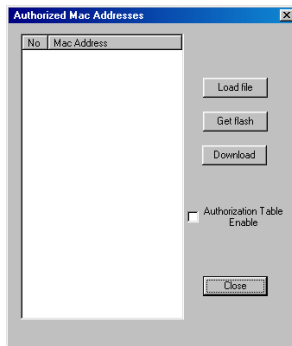 Authorized Mac Addresses
No Mac Address
Load file
Get flash
Download
Authorization Table
Enable
Close